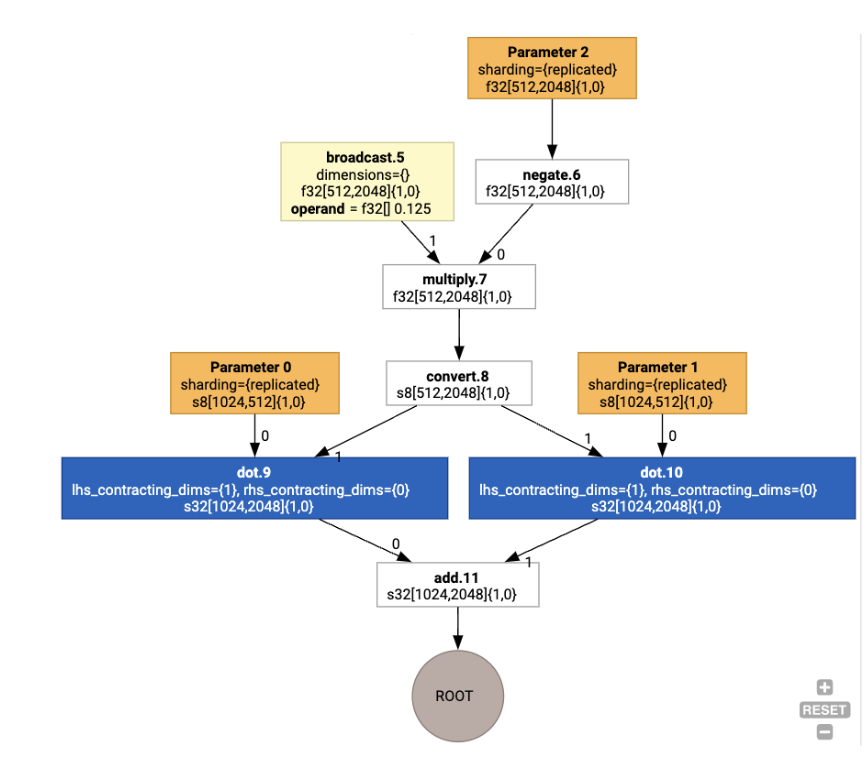 Parameter 2
sharding={replicated}
f32[512,2048]{1,0}
broadcast.5
dimensions={}
f32[512,2048]{1,0}
operand = f32[] 0.125
negate.6
f32[512,2048]{1,0}
1
0
multiply.7
f32[512,2048]{1,0}
Parameter 0
sharding={replicated}
s8[1024,512]{1,0}
convert.8
s8[512,2048]{1,0}
Parameter 1
sharding={replicated}
s8[1024,512]{1,0}
0
1
1
0
dot.9
lhs_contracting_dims={1}, rhs_contracting_dims={0}
s32[1024,2048]{1,0}
dot.10
lhs_contracting_dims={1}, rhs_contracting_dims={0}
s32[1024,2048]{1,0}
0
1
add.11
s32[1024,2048]{1,0}
ROOT
RESET